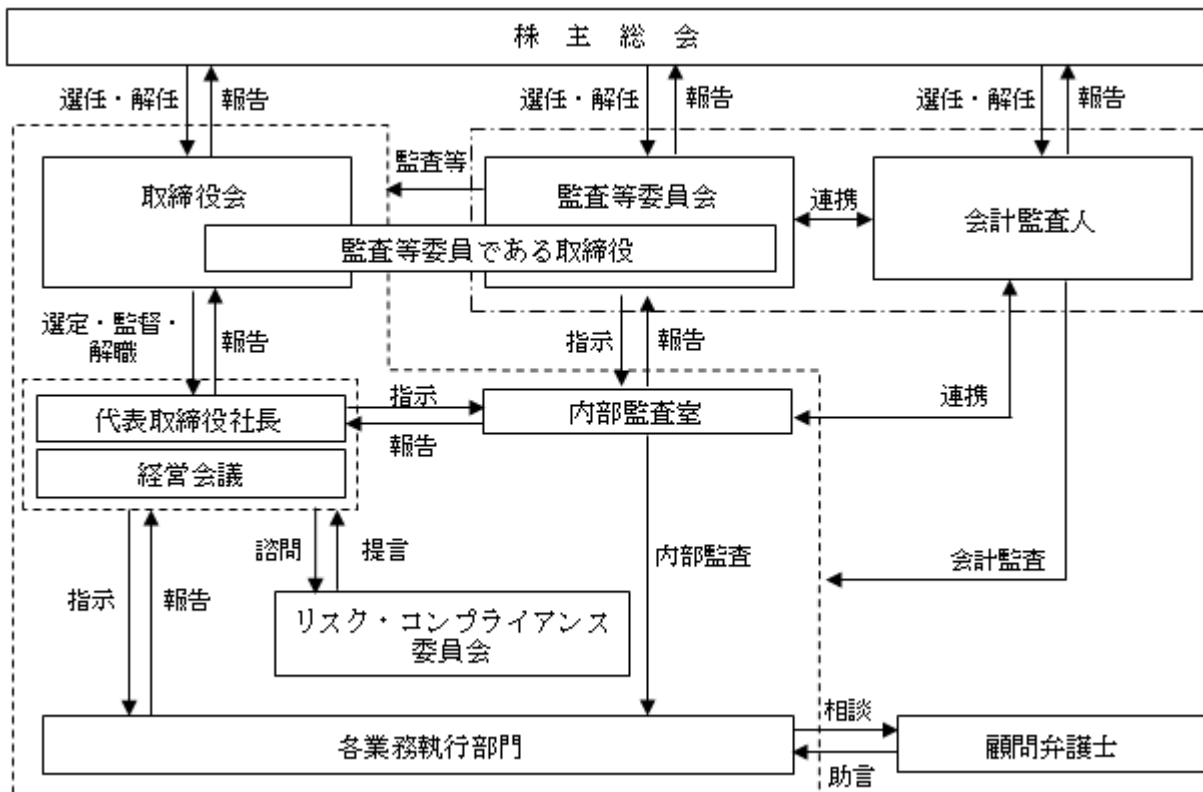 株 主 総 会
選任・解任
報告
選任・解任
報告
選任・解任
報告
取締役会
監査等
監査等委員会
連携
会計監査人
監査等委員である取締役
選定・監督・
解職
報告
指示
報告
代表取締役社長
指示
報告
内部監査室
連携
経営会議
指示
報告
諮問
提言
内部監査
会計監査
リスク・コンプライアンス
委員会
各業務執行部門
相談
助言
顧問弁護士